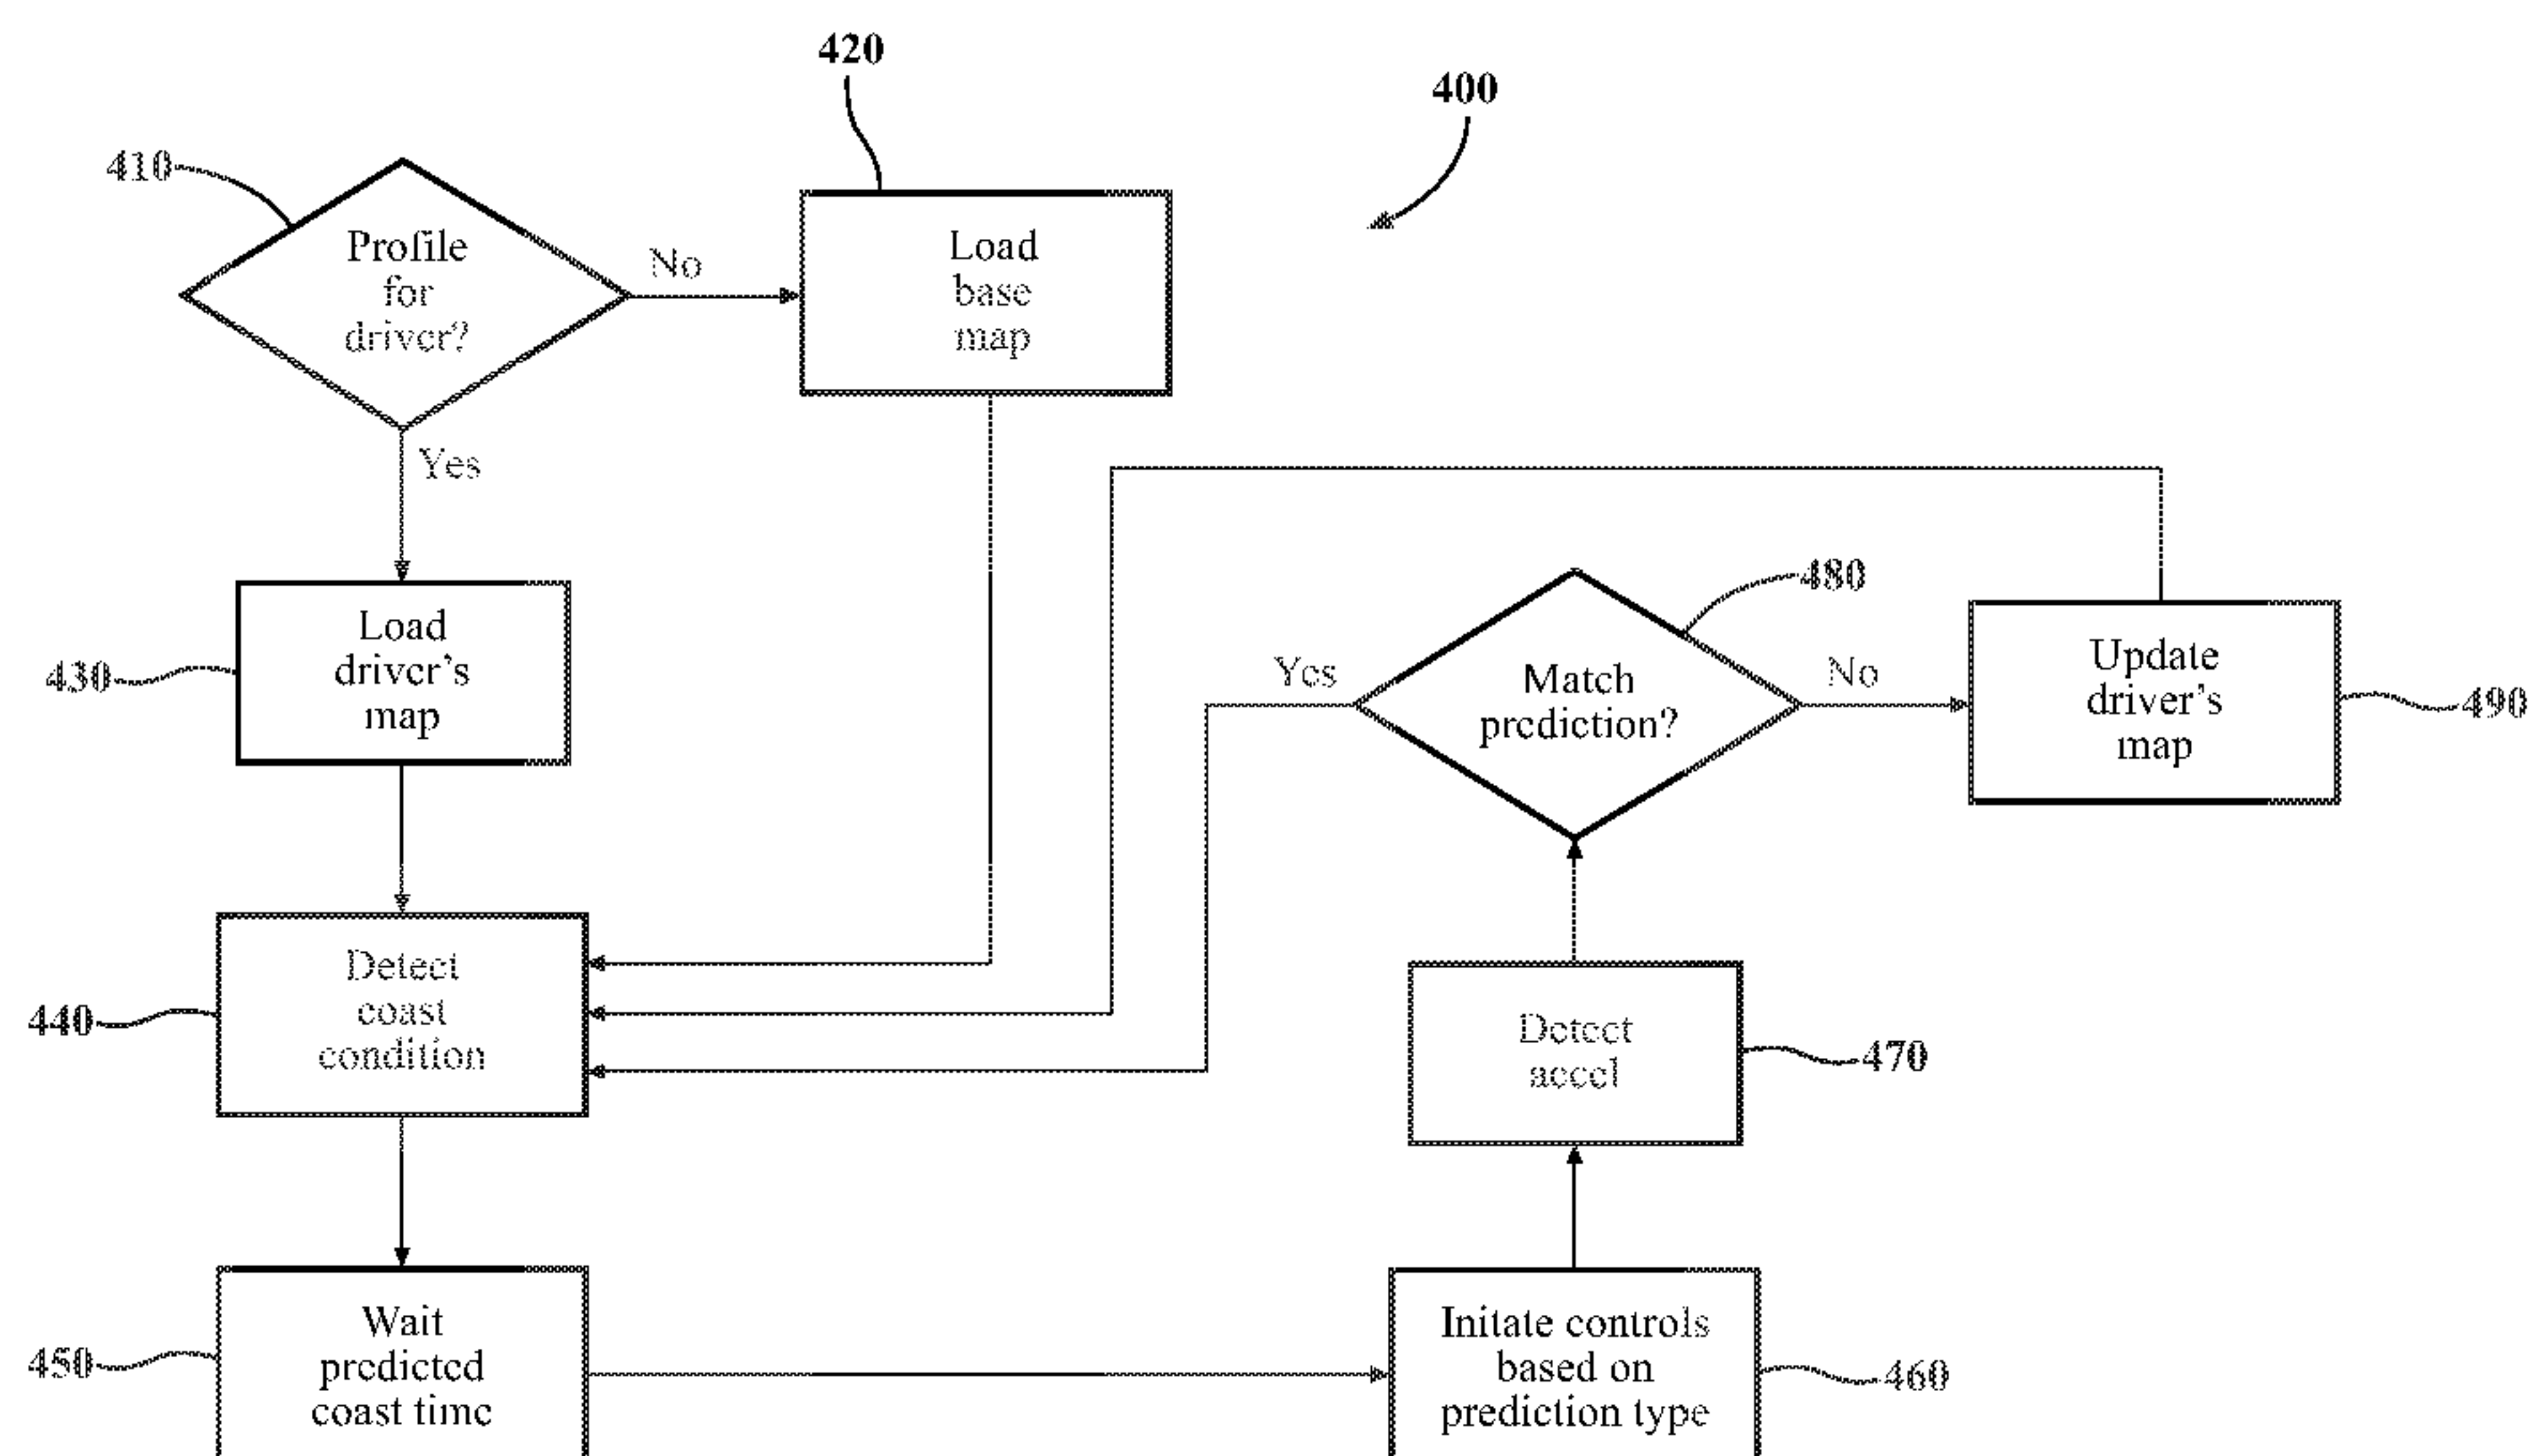 420
400
410
Profile
for
driver?
No
Load
base
map
Yes
430
Load
driver's
map
480
Yes
Match
prediction?
No
Update
driver's
map
490
440
Detect
coast
condition
Detect
accel
470
450
Wait
predicted
coast time
Initate controls
based on
prediction type
460